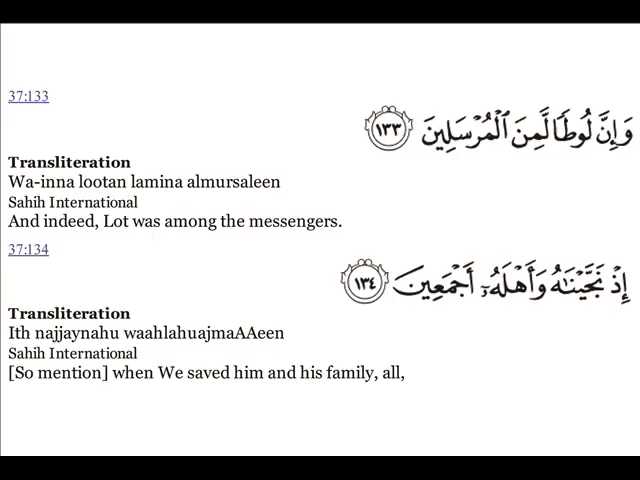 37:133
وَإِنَّ لُوطًا لَّمِنَ ٱلْمُرْسَلِينَ ١٣٣
Transliteration
Wa-inna lootan lamina almursaleen
Sahih International
And indeed, Lot was among the messengers.
37:134
إِذْ نَجَّيْنَٰهُ وَأَهْلَهُۥٓ أَجْمَعِينَ ١٣٤
Transliteration
Ith najjaynahu waahlahuajmaAAeen
Sahih International
[So mention] when We saved him and his family, all,